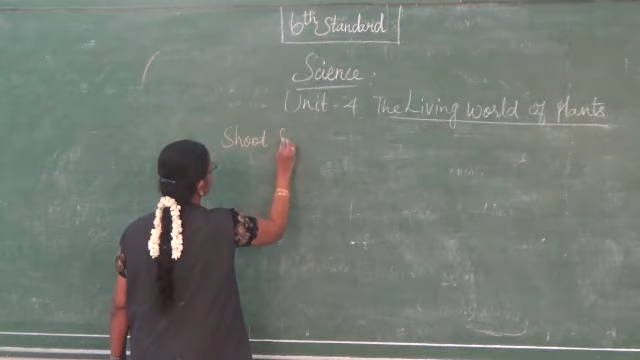 6th Standard
Science.
Unit - 4 The Living World of plants
Shoot S